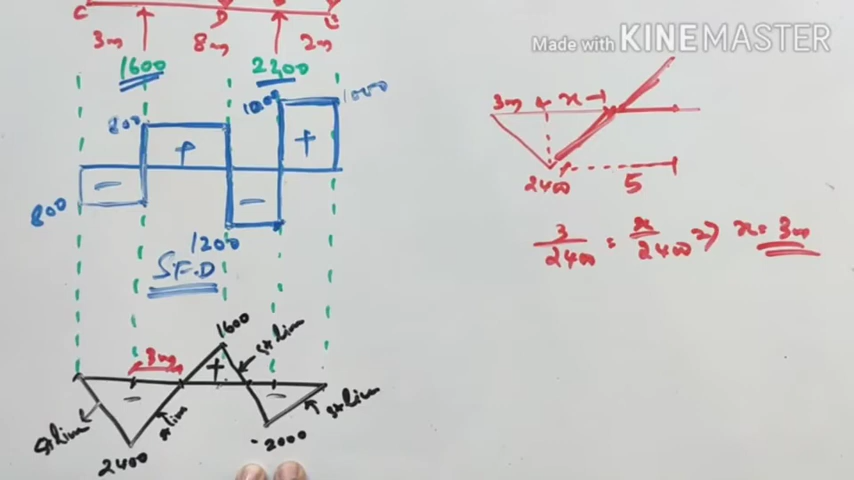 C D B
3m 8m 2m
1600 2200
800 1000 1000
+ +
- -
800
1200
S.F.D
1600
3m
st line
+
- -
st line st line st line
2400
-2000
Made with KINEMASTER
3m x
2400 5
3/2400 = x/2400 => x = 3m